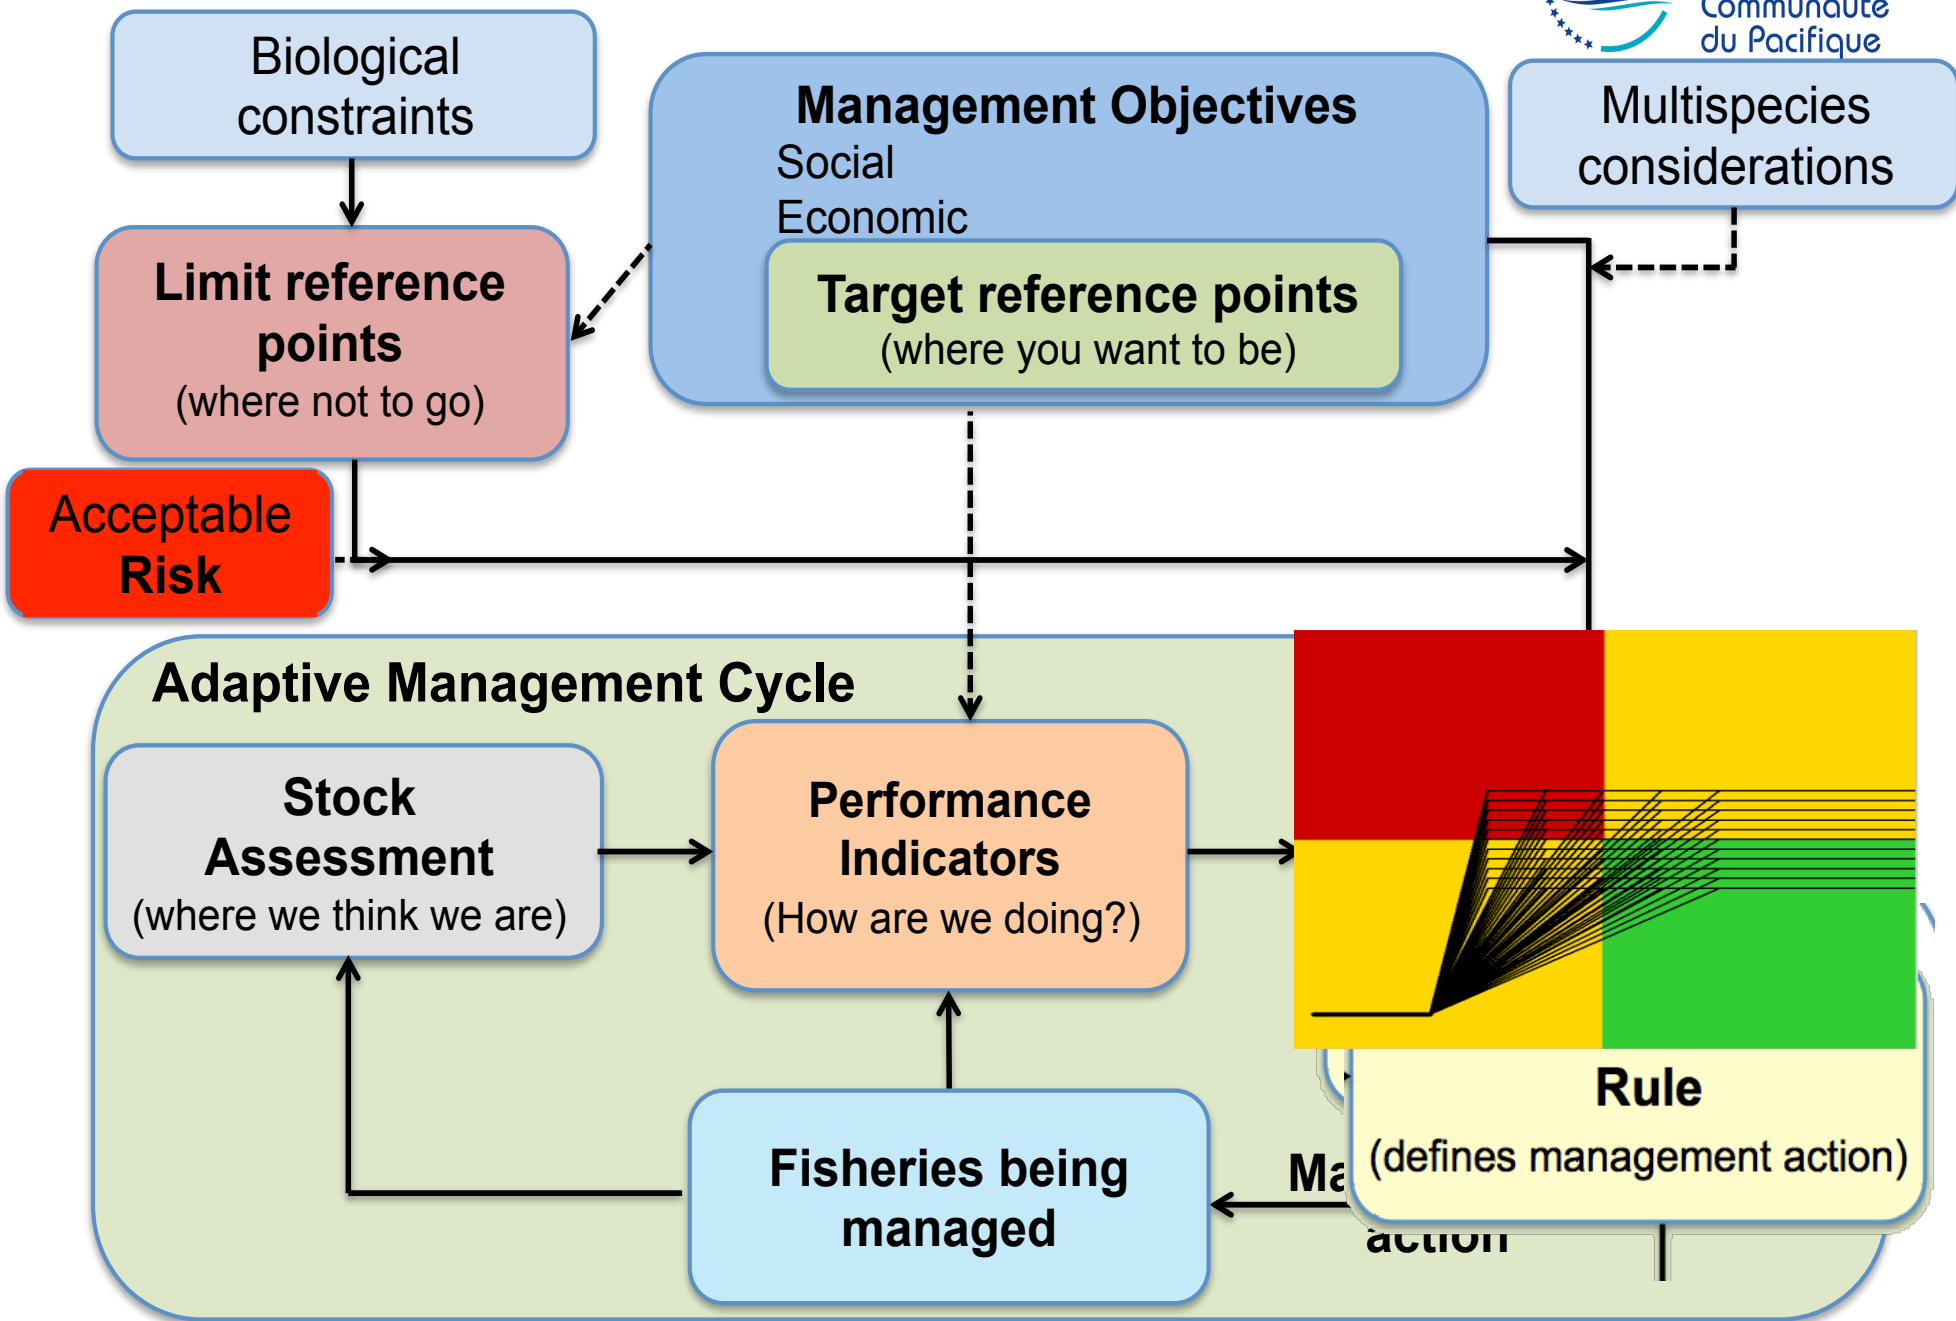 Communauté
du Pacifique
Biological
constraints
Management Objectives
Social
Economic
Multispecies
considerations
Limit reference
points
(where not to go)
Target reference points
(where you want to be)
Acceptable
Risk
Adaptive Management Cycle
Stock
Assessment
(where we think we are)
Performance
Indicators
(How are we doing?)
Rule
(defines management action)
Fisheries being
managed
Ma
action